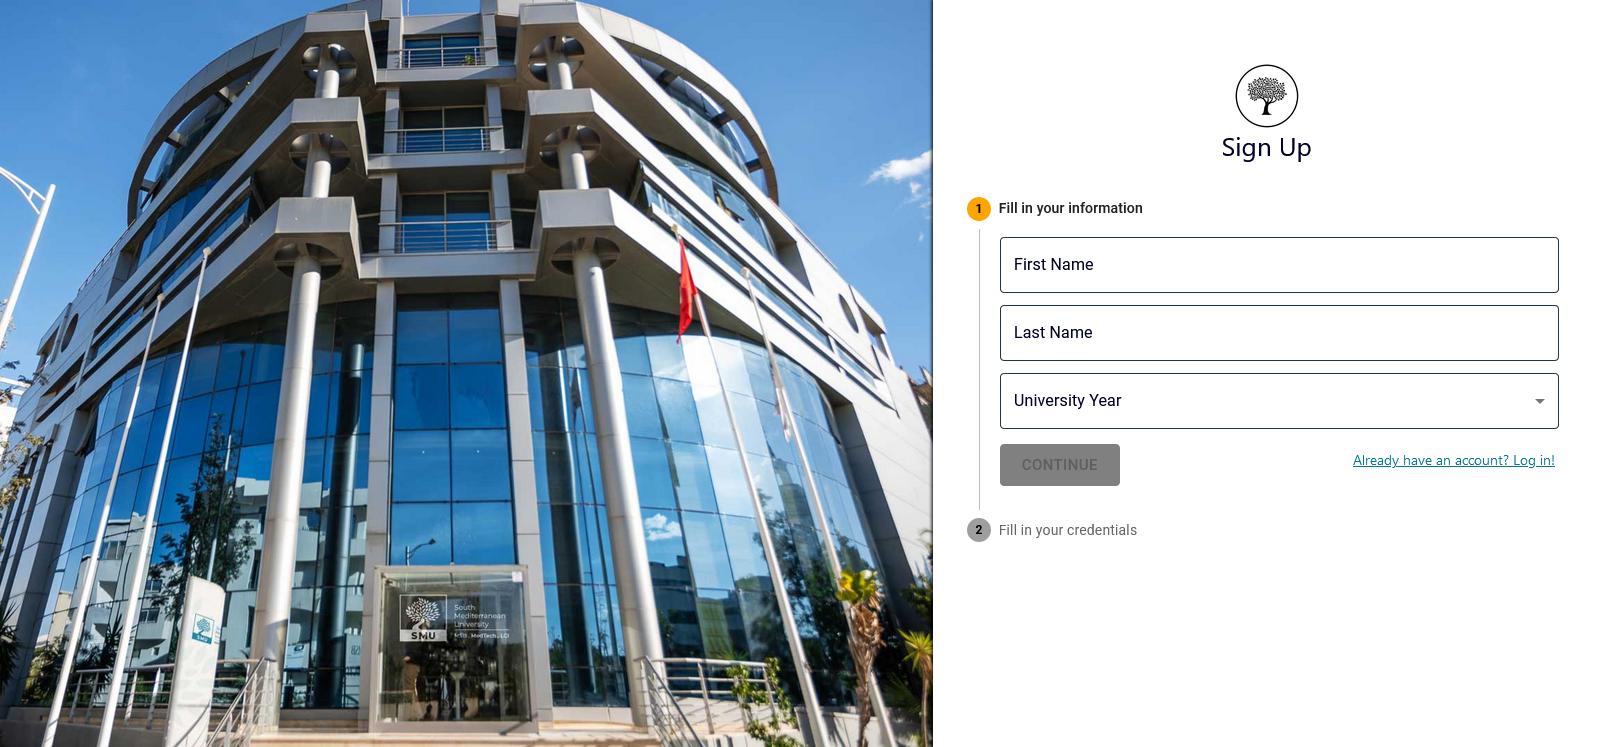 South
Mediterranean
University
MSB, MedTech, LCI
SMU
SMU
Sign Up
1 Fill in your information
First Name
Last Name
University Year
CONTINUE
Already have an account? Log in!
2 Fill in your credentials